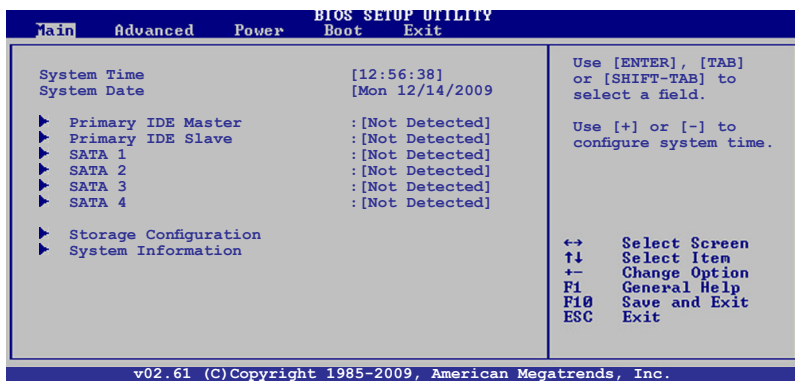 BIOS SETUP UTILITY
Main Advanced Power Boot Exit
System Time [12:56:38]
System Date [Mon 12/14/2009
Primary IDE Master :[Not Detected]
Primary IDE Slave :[Not Detected]
SATA 1 :[Not Detected]
SATA 2 :[Not Detected]
SATA 3 :[Not Detected]
SATA 4 :[Not Detected]
Storage Configuration
System Information
Use [ENTER], [TAB]
or [SHIFT-TAB] to
select a field.
Use [+] or [-] to
configure system time.
↔ Select Screen
↑↓ Select Item
+- Change Option
F1 General Help
F10 Save and Exit
ESC Exit
v02.61 (C)Copyright 1985-2009, American Megatrends, Inc.